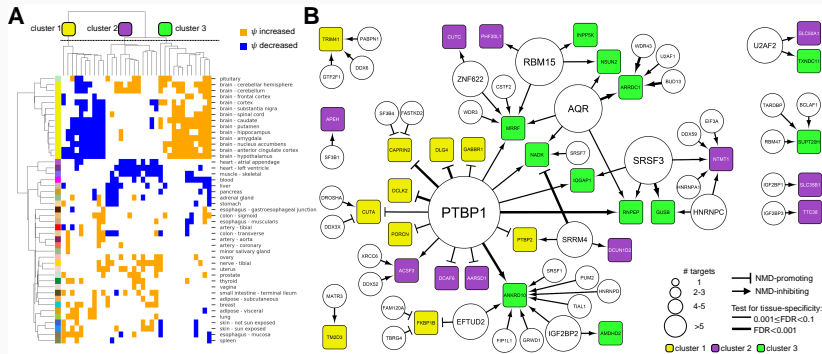 A
cluster 1
cluster 2
cluster 3
ψ increased
ψ decreased
pituitary
brain - cerebellar hemisphere
brain - cerebellum
brain - frontal cortex
brain - cortex
brain - substantia nigra
brain - spinal cord
brain - caudate
brain - putamen
brain - hippocampus
brain - amygdala
brain - nucleus accumbens
brain - anterior cingulate cortex
brain - hypothalamus
heart - atrial appendage
heart - left ventricle
muscle - skeletal
blood
liver
pancreas
adrenal gland
stomach
esophagus - gastroesophageal junction
colon - sigmoid
esophagus - muscularis
artery - tibial
colon - transverse
artery - aorta
artery - coronary
minor salivary gland
ovary
nerve - tibial
uterus
prostate
thyroid
vagina
small intestine - terminal ileum
adipose - subcutaneous
breast
adipose - visceral
lung
skin - not sun exposed
skin - sun exposed
esophagus - mucosa
spleen
B
TRIM41
PABPN1
DDX6
GTF2F1
CUTC
PHF20L1
RBM15
INPP5K
NSUN2
WDR43
U2AF1
BUD13
ARRDC1
U2AF2
SLC50A1
TXNDC11
ZNF622
CSTF2
WDR3
AQR
MRRF
APEH
SF3B1
SF3B4
FASTKD2
CAPRIN2
DLG4
GABBR1
NADK
SRSF7
IQGAP1
SRSF3
DDX59
EIF3A
NTMT1
HNRNPA1
TARDBP
BCLAF1
RBM47
SUPT20H
CCLK2
DROSHA
CUTA
DDX3X
PORCN
PTBP1
RNPEP
GUSB
HNRNPC
IGF2BP1
SLC35B1
IGF2BP3
TTC30
PTBP2
SRRM4
DCUN1D2
XRCC6
DDX52
ACSF3
DCAF8
AARSD1
ANKRD10
SRSF1
PUM2
HNRNPD
TIAL1
MATR3
TM2D3
FAM120A
FKBP1B
TBRG4
EFTUD2
FIP1L1
GRWD1
IGF2BP2
AMDHD2
# targets
1
2-3
4-5
>5
NMD-promoting
NMD-inhibiting
Test for tissue-specificity:
0.001≤FDR<0.1
FDR<0.001
cluster 1
cluster 2
cluster 3